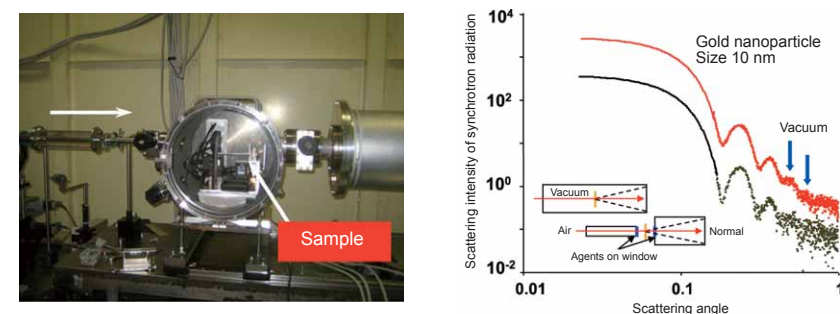 Sample
Scattering intensity of synchrotron radiation
10⁴
10²
10⁰
10⁻²
Gold nanoparticle
Size 10 nm
Vacuum
Vacuum
Air
Normal
Agents on window
0.01
0.1
1
Scattering angle